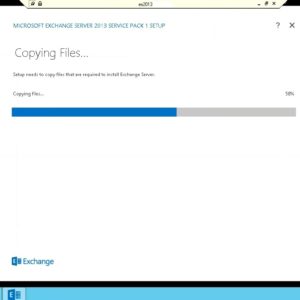 es2013
MICROSOFT EXCHANGE SERVER 2013 SERVICE PACK 1 SETUP ?
Copying Files...
Setup needs to copy files that are required to install Exchange Server.
Copying files... 58%
Exchange